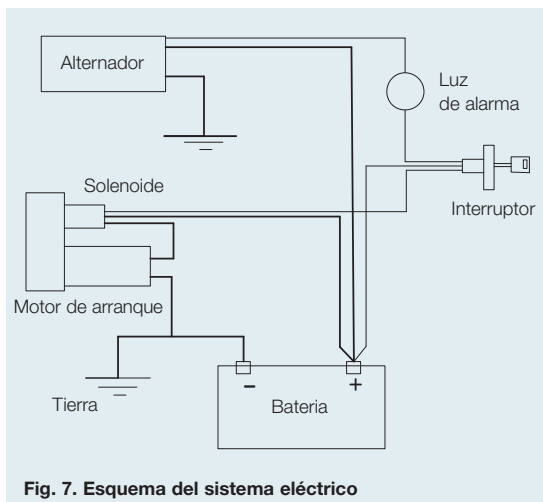 Alternador
Luz
de alarma
Solenoide
Interruptor
Motor de arranque
Tierra
- +
Bateria
Fig. 7. Esquema del sistema eléctrico